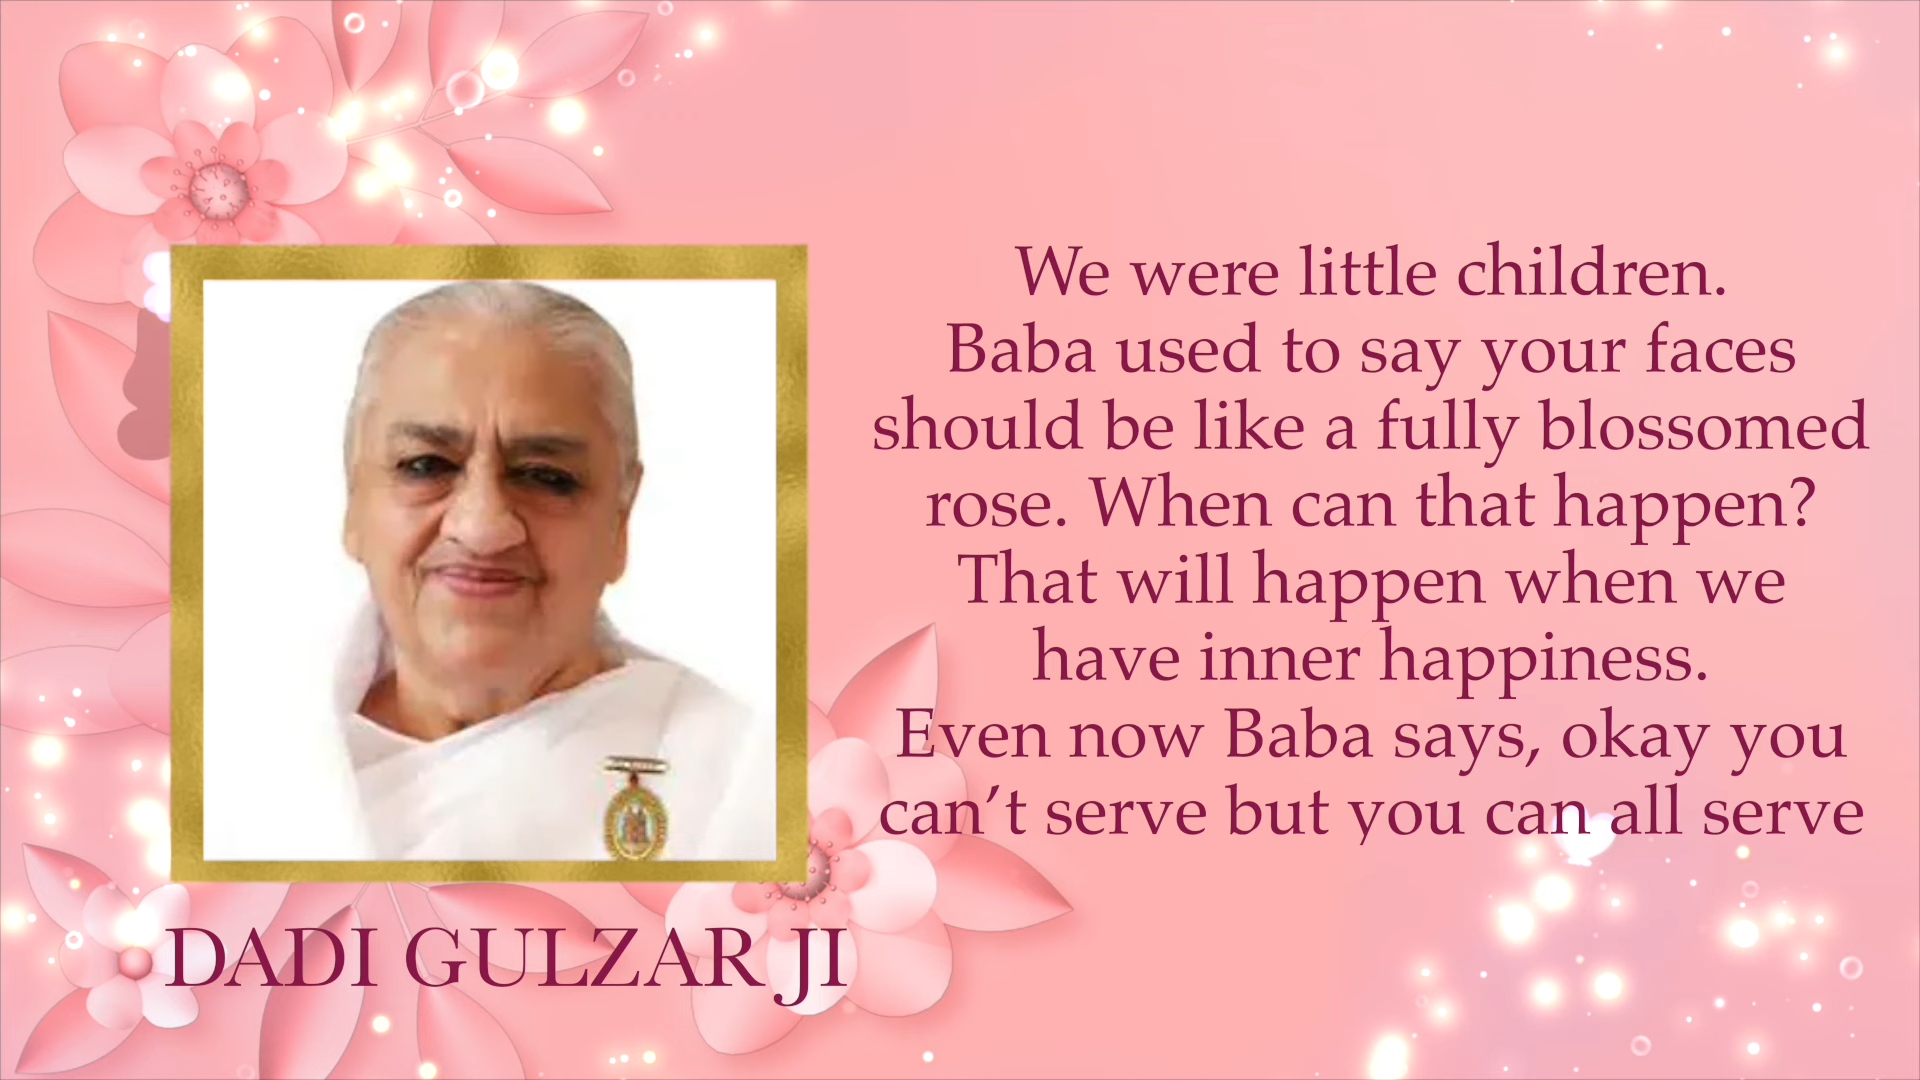 We were little children.
Baba used to say your faces
should be like a fully blossomed
rose. When can that happen?
That will happen when we
have inner happiness.
Even now Baba says, okay you
can’t serve but you can all serve
DADI GULZAR JI